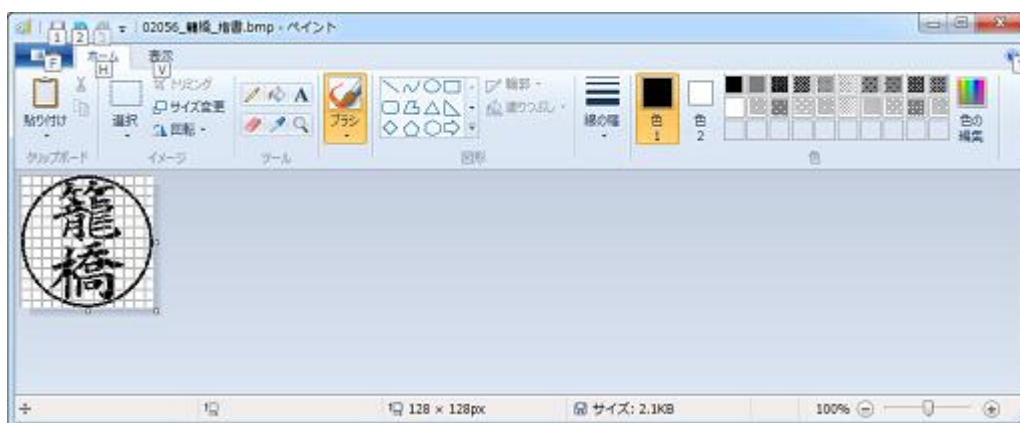 02056_籠橋_楷書.bmp - ペイント
1 2 3
F ホーム 表示
H V
貼り付け 選択 トリミング サイズ変更 回転 A ブラシ 輪郭 塗りつぶし 線の幅 色1 色2 色の編集
クリップボード イメージ ツール 図形 色
籠橋
128 × 128px サイズ: 2.1KB 100%